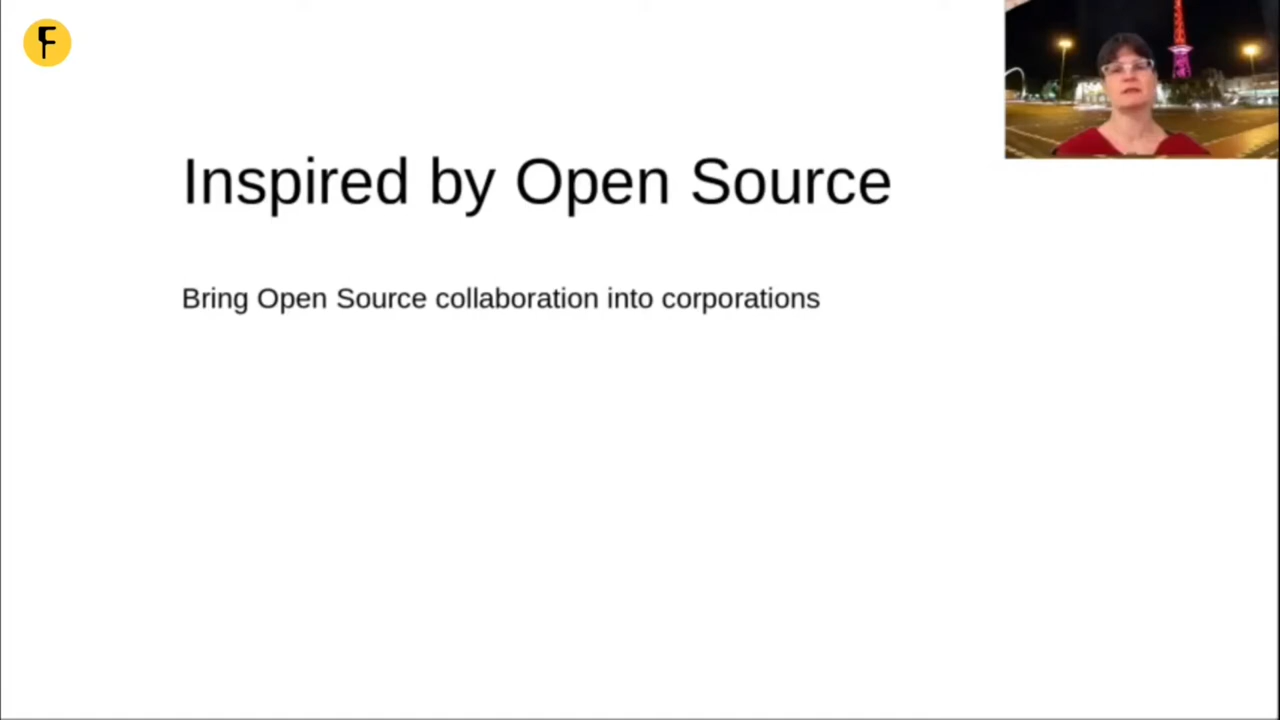 F
Inspired by Open Source
Bring Open Source collaboration into corporations